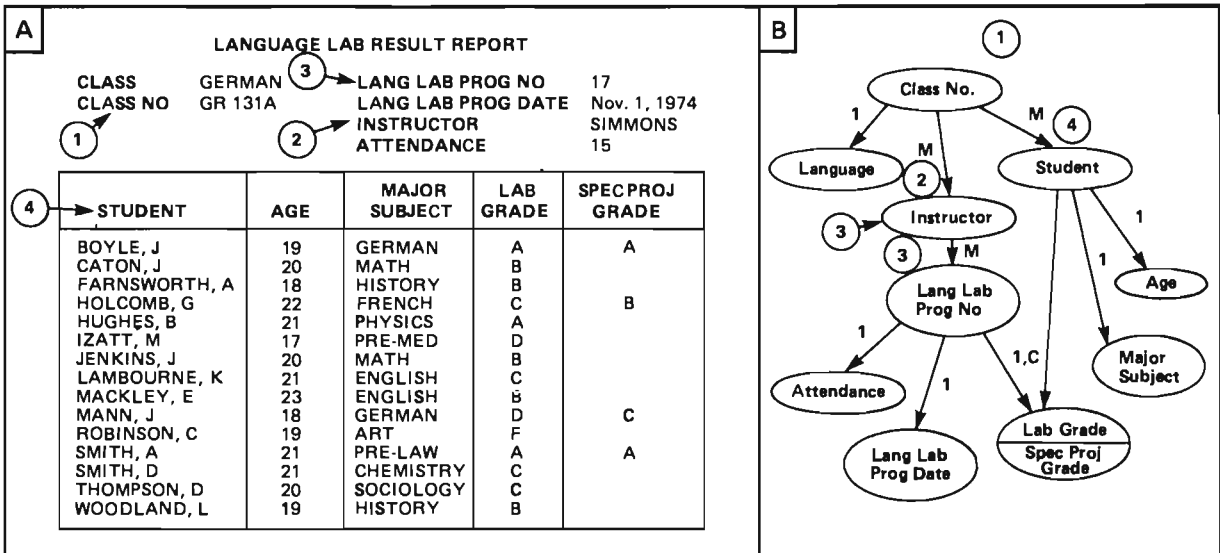 A
LANGUAGE LAB RESULT REPORT
CLASS GERMAN 3 LANG LAB PROG NO 17
CLASS NO GR 131A LANG LAB PROG DATE Nov. 1, 1974
1 2 INSTRUCTOR SIMMONS
ATTENDANCE 15
4 STUDENT AGE MAJOR SUBJECT LAB GRADE SPEC PROJ GRADE
BOYLE, J 19 GERMAN A A
CATON, J 20 MATH B
FARNSWORTH, A 18 HISTORY B
HOLCOMB, G 22 FRENCH C B
HUGHES, B 21 PHYSICS A
IZATT, M 17 PRE-MED D
JENKINS, J 20 MATH B
LAMBOURNE, K 21 ENGLISH C
MACKLEY, E 23 ENGLISH B
MANN, J 18 GERMAN D C
ROBINSON, C 19 ART F
SMITH, A 21 PRE-LAW A A
SMITH, D 21 CHEMISTRY C
THOMPSON, D 20 SOCIOLOGY C
WOODLAND, L 19 HISTORY B
B
1
Class No.
1 M M 4
Language
2
Student
3 Instructor
3 M
1 1
Lang Lab
Prog No
Age
1 1 1,C
Attendance
Major
Subject
Lang Lab
Prog Date
Lab Grade
Spec Proj
Grade